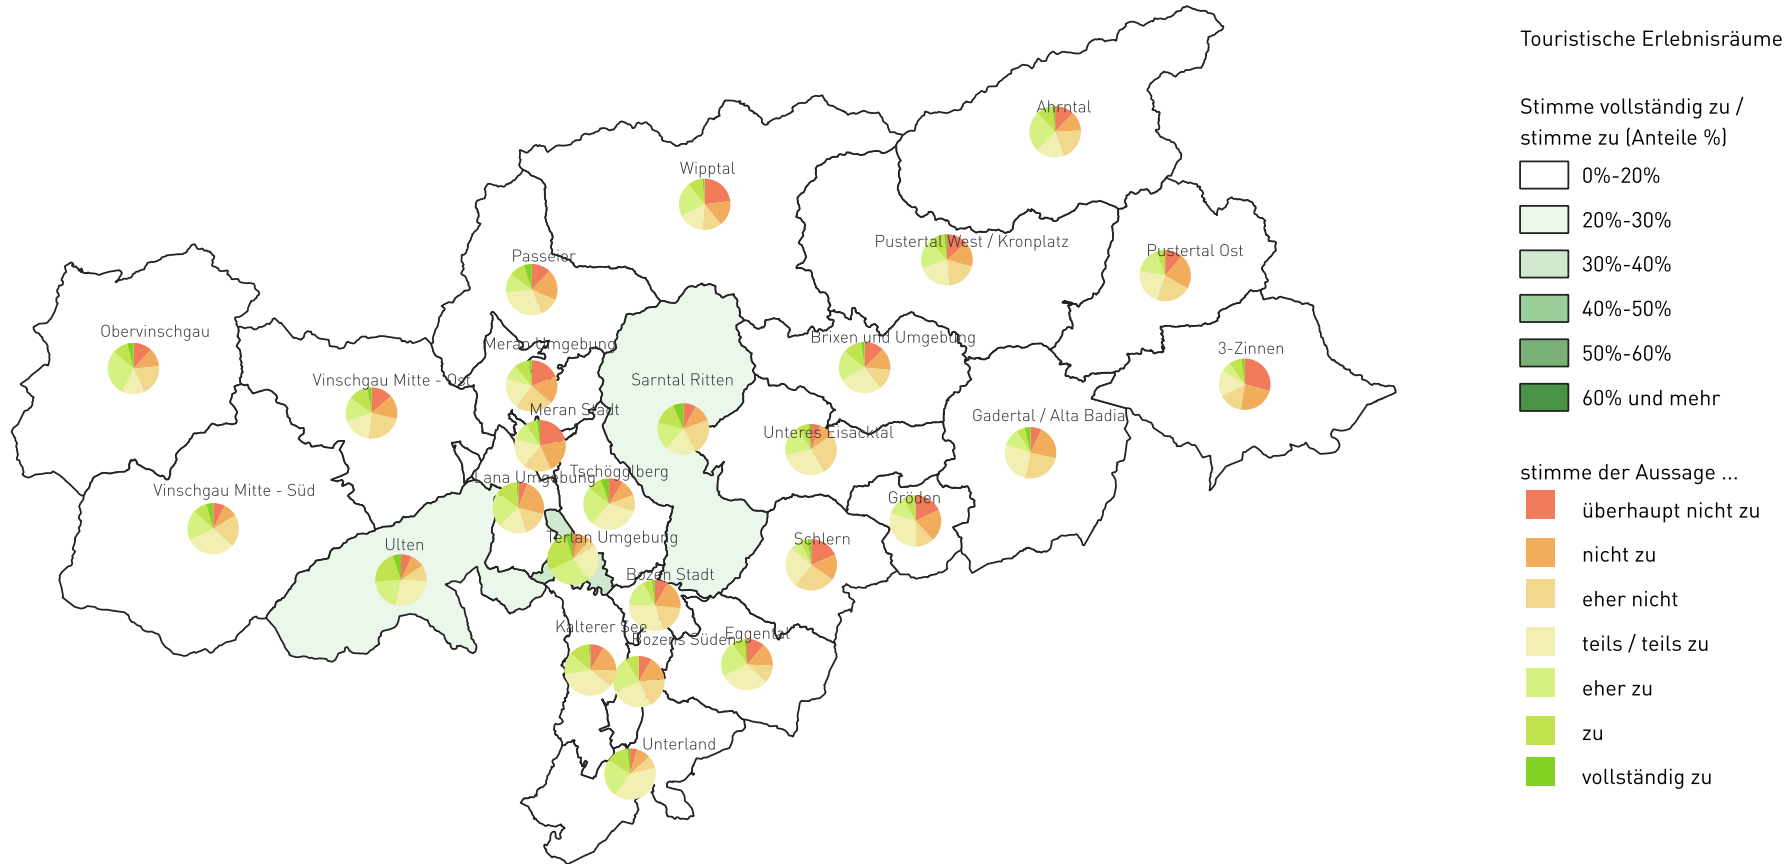 Touristische Erlebnisräume
Stimme vollständig zu /
stimme zu (Anteile %)
0%-20%
20%-30%
30%-40%
40%-50%
50%-60%
60% und mehr
stimme der Aussage ...
überhaupt nicht zu
nicht zu
eher nicht
teils / teils zu
eher zu
zu
vollständig zu
Ahrntal
Wipptal
Pustertal West / Kronplatz
Pustertal Ost
Passeier
Obervinschgau
Meran Umgebung
Brixen und Umgebung
3-Zinnen
Vinschgau Mitte - Ost
Sarntal Ritten
Meran Stadt
Gadertal / Alta Badia
Unteres Eisacktal
Lana Umgebung
Tschögglberg
Vinschgau Mitte - Süd
Gröden
Ulten
Terlan Umgebung
Schlern
Bozen Stadt
Kalterer See
Bozens Süden
Eggental
Unterland